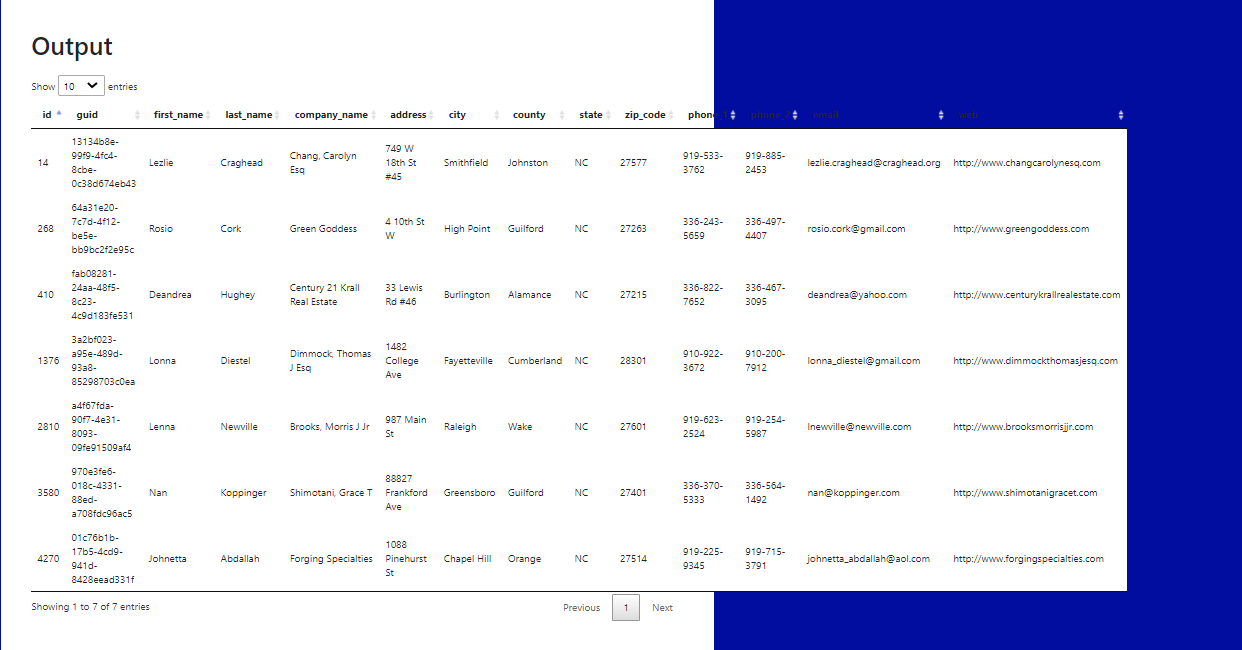 Output
Show 10 entries
id guid first_name last_name company_name address city county state zip_code phone_1 phone_2 email web
14 13134b8e-99f9-4fc4-8cbe-0c38d674eb43 Lezlie Craghead Chang, Carolyn Esq 749 W 18th St #45 Smithfield Johnston NC 27577 919-533-3762 919-885-2453 lezlie.craghead@craghead.org http://www.changcarolynesq.com
268 64a31e20-7c7d-4f12-be5e-bb9bc2f2e95c Rosio Cork Green Goddess 4 10th St W High Point Guilford NC 27263 336-243-5659 336-497-4407 rosio.cork@gmail.com http://www.greengoddess.com
410 fab08281-24aa-48f5-8c23-4c9d183fe531 Deandrea Hughey Century 21 Krall Real Estate 33 Lewis Rd #46 Burlington Alamance NC 27215 336-822-7652 336-467-3095 deandrea@yahoo.com http://www.centurykrallrealestate.com
1376 3a2bf023-a95e-489d-93a8-85298703c0ea Lonna Diestel Dimmock, Thomas J Esq 1482 College Ave Fayetteville Cumberland NC 28301 910-922-3672 910-200-7912 lonna_diestel@gmail.com http://www.dimmockthomasjesq.com
2810 a4f67fda-90f7-4e31-8093-09fe91509af4 Lenna Newville Brooks, Morris J Jr 987 Main St Raleigh Wake NC 27601 919-623-2524 919-254-5987 lnewville@newville.com http://www.brooksmorrisjjr.com
3580 970e3fe6-018c-4331-88ed-a708fdc96ac5 Nan Koppinger Shimotani, Grace T 88827 Frankford Ave Greensboro Guilford NC 27401 336-370-5333 336-564-1492 nan@koppinger.com http://www.shimotanigracet.com
4270 01c76b1b-17b5-4cd9-941d-8428eead331f Johnetta Abdallah Forging Specialties 1088 Pinehurst St Chapel Hill Orange NC 27514 919-225-9345 919-715-3791 johnetta_abdallah@aol.com http://www.forgingspecialties.com
Showing 1 to 7 of 7 entries Previous 1 Next